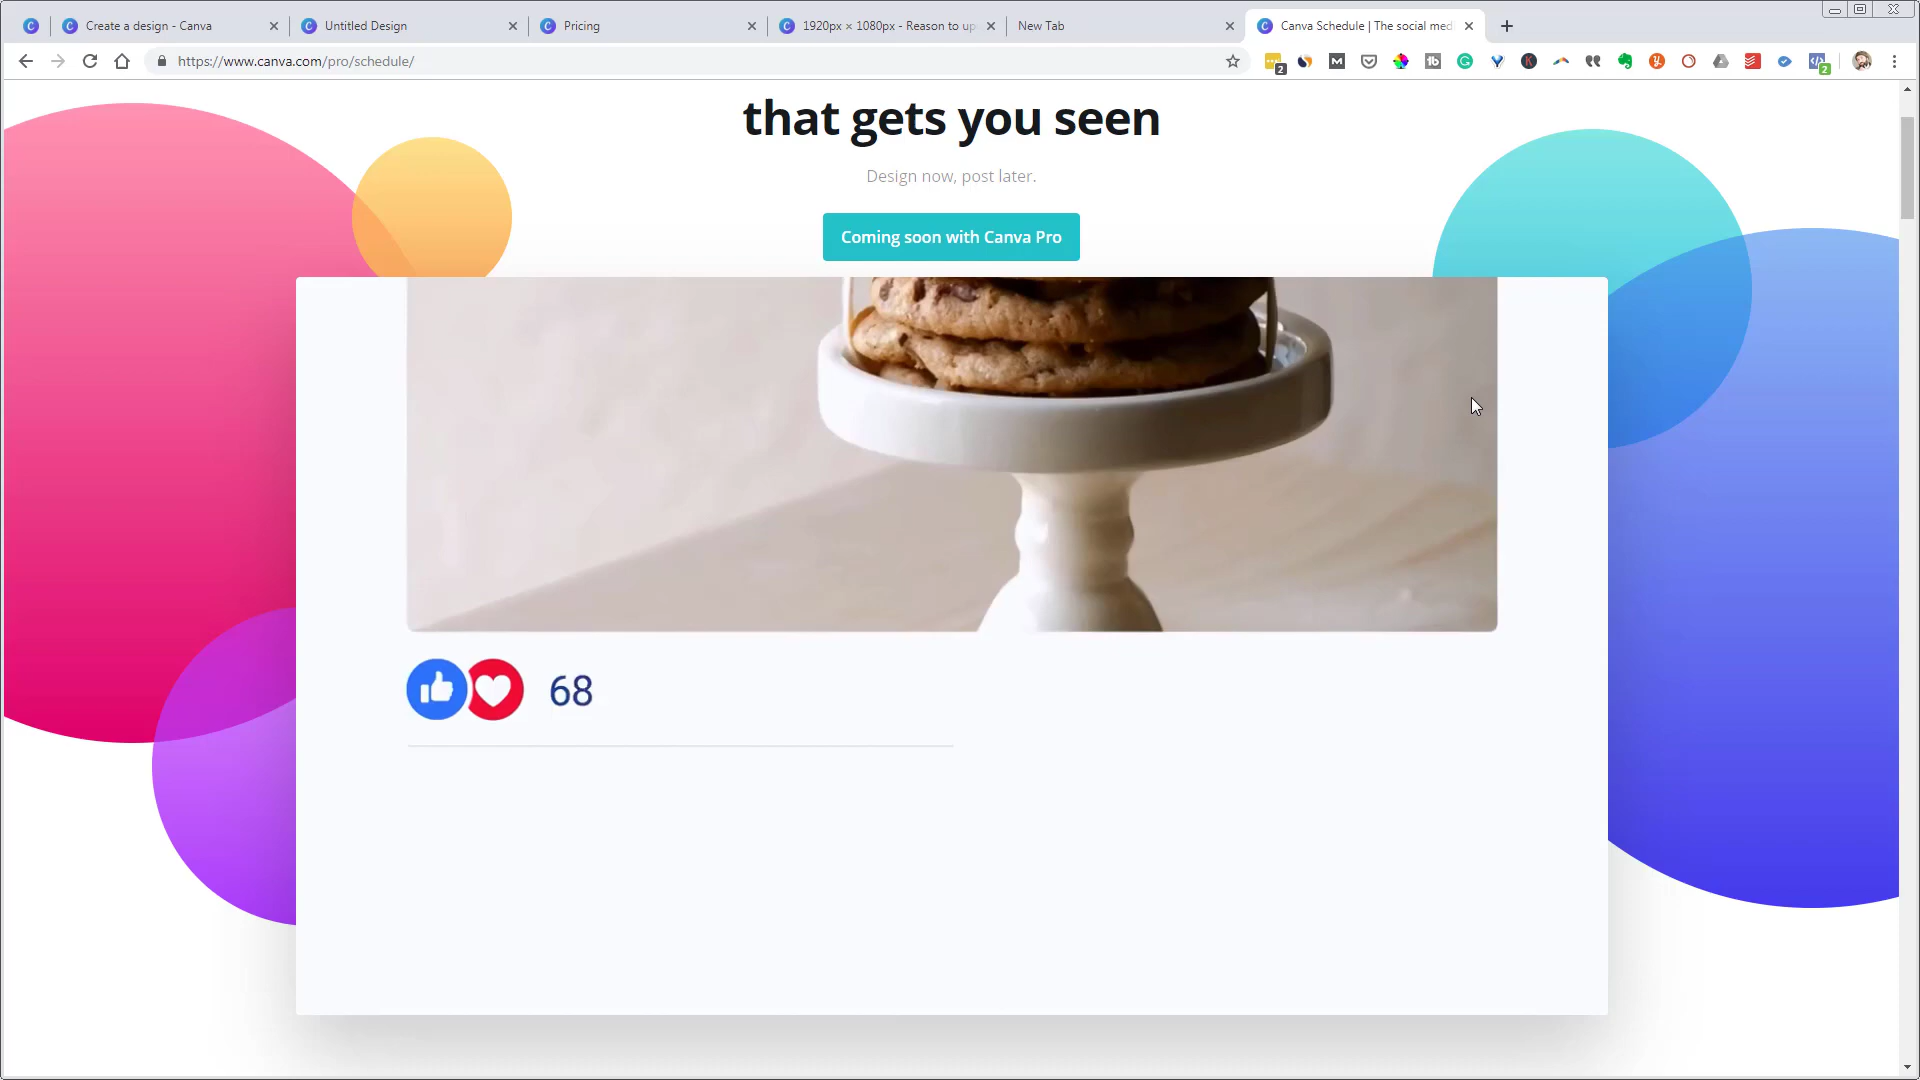 Create a design - Canva
Untitled Design
Pricing
1920px × 1080px - Reason to up
New Tab
Canva Schedule | The social med
https://www.canva.com/pro/schedule/
2
2
that gets you seen
Design now, post later.
Coming soon with Canva Pro
68